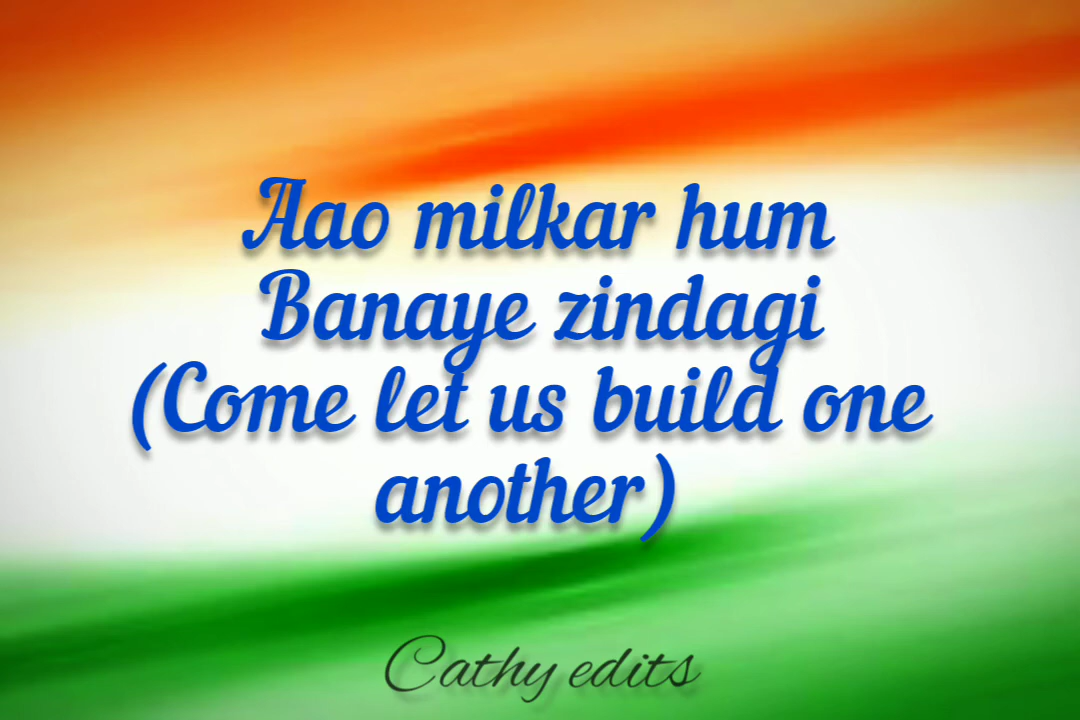 Aao milkar hum
Banaye zindagi
(Come let us build one
another)
Cathy edits